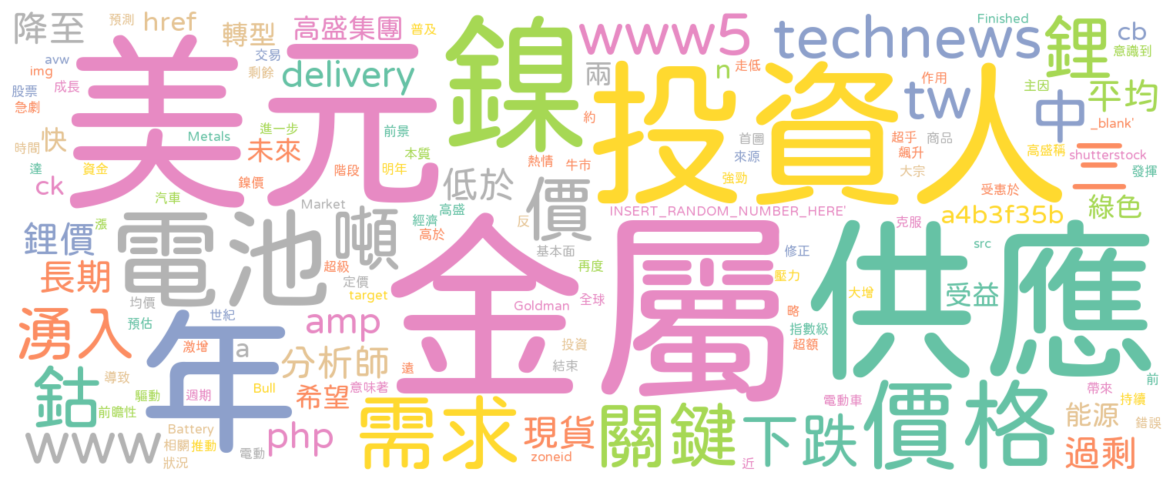 降至
預測
href
轉型
高盛集團
普及
www5
technews
Finished
cb
意識到
鋰
avw
img
成長
股票
急劇
美元
交易
剩餘
delivery
鎳
兩
n
走低
投資人
作用
tw
中
主因
平均
_blank'
約
快
時間
達
資金
ck
Metals
進一步
未來
前景
本質
階段
明年
鎳價
汽車
Market
熱情
牛市
低於
價
首圖
來源
強勁
超乎
飆升
商品
大宗
高盛稱
shutterstock
三
發揮
受惠於
綠色
INSERT_RANDOM_NUMBER_HERE'
克服
a4b3f35b
鋰價
漲
電池
噸
經濟
高盛
高於
反
基本面
修正
src
長期
超級
定價
再度
金屬
壓力
供應
受益
均價
target
Goldman
全球
大增
預估
世紀
略
指數級
超額
湧入
激增
年
a
amp
投資
分析師
結束
遠
鈷
導致
驅動
週期
Bull
希望
意味著
電動車
帶來
前
持續
前瞻性
www
Battery
相關
推動
狀況
電動
php
需求
現貨
zoneid
關鍵
下跌
近
價格
能源
錯誤
過剩